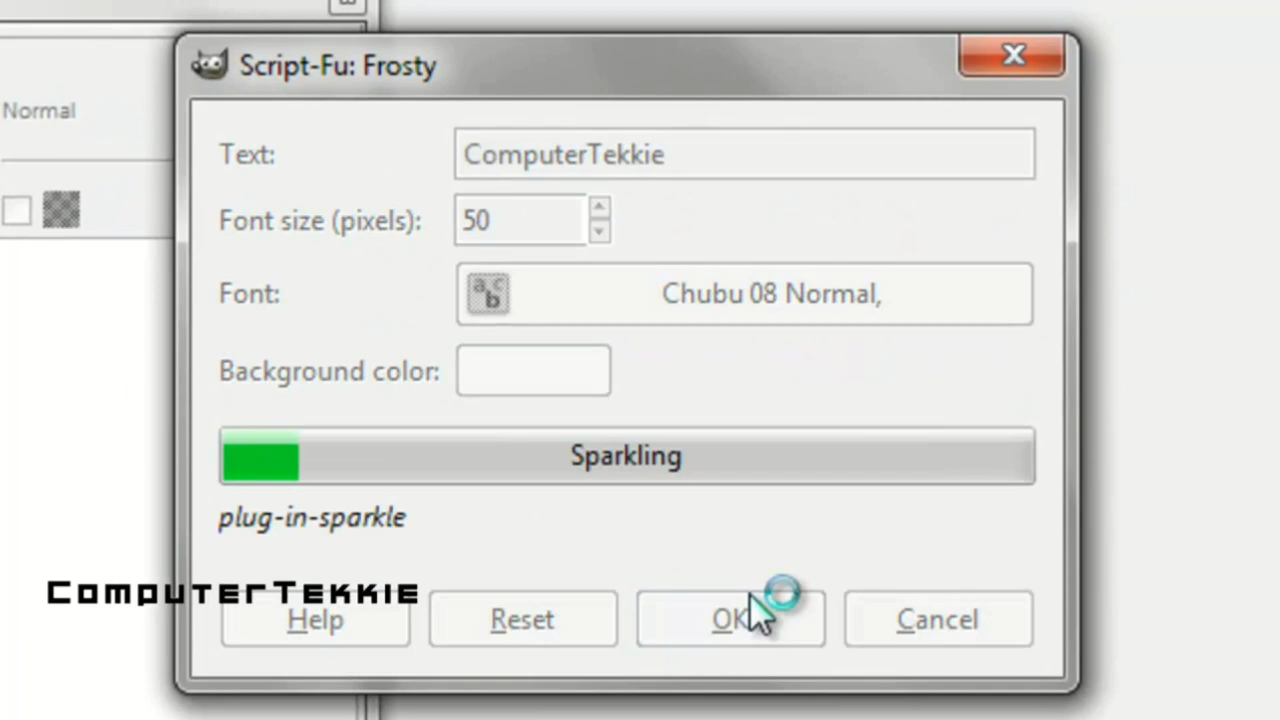 Script-Fu: Frosty
Normal
Text:
ComputerTekkie
Font size (pixels):
50
Font:
Chubu 08 Normal,
Background color:
Sparkling
plug-in-sparkle
ComputerTekkie
Help
Reset
OK
Cancel